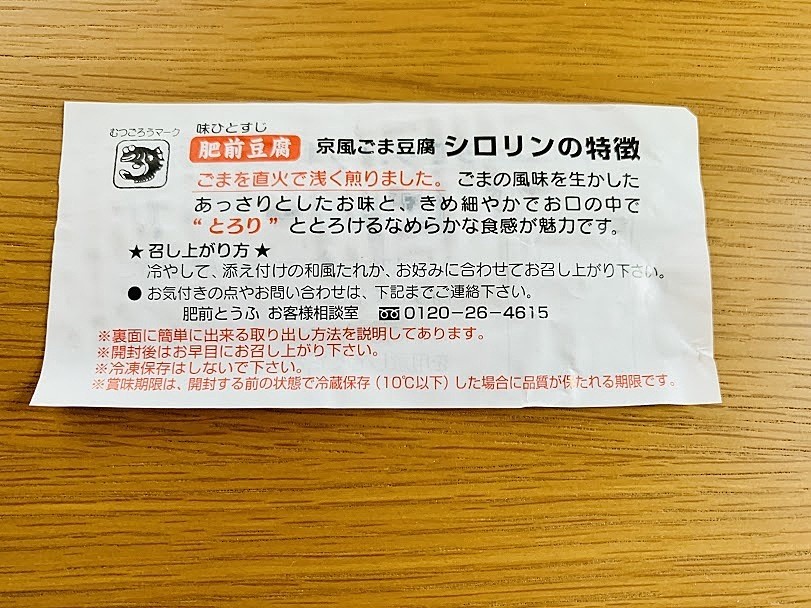 むつごろうマーク
味ひとすじ
肥前豆腐 京風ごま豆腐 シロリンの特徴
ごまを直火で浅く煎りました。ごまの風味を生かした
あっさりとしたお味と、きめ細やかでお口の中で
“とろり”ととろけるなめらかな食感が魅力です。
★召し上がり方★
冷やして、添え付けの和風たれか、お好みに合わせてお召し上がり下さい。
●お気付きの点やお問い合わせは、下記までご連絡下さい。
肥前とうふ お客様相談室 0120-26-4615
※裏面に簡単に出来る取り出し方法を説明してあります。
※開封後はお早目にお召し上がり下さい。
※冷凍保存はしないで下さい。
※賞味期限は、開封する前の状態で冷蔵保存(10℃以下)した場合に品質が保たれる期限です。